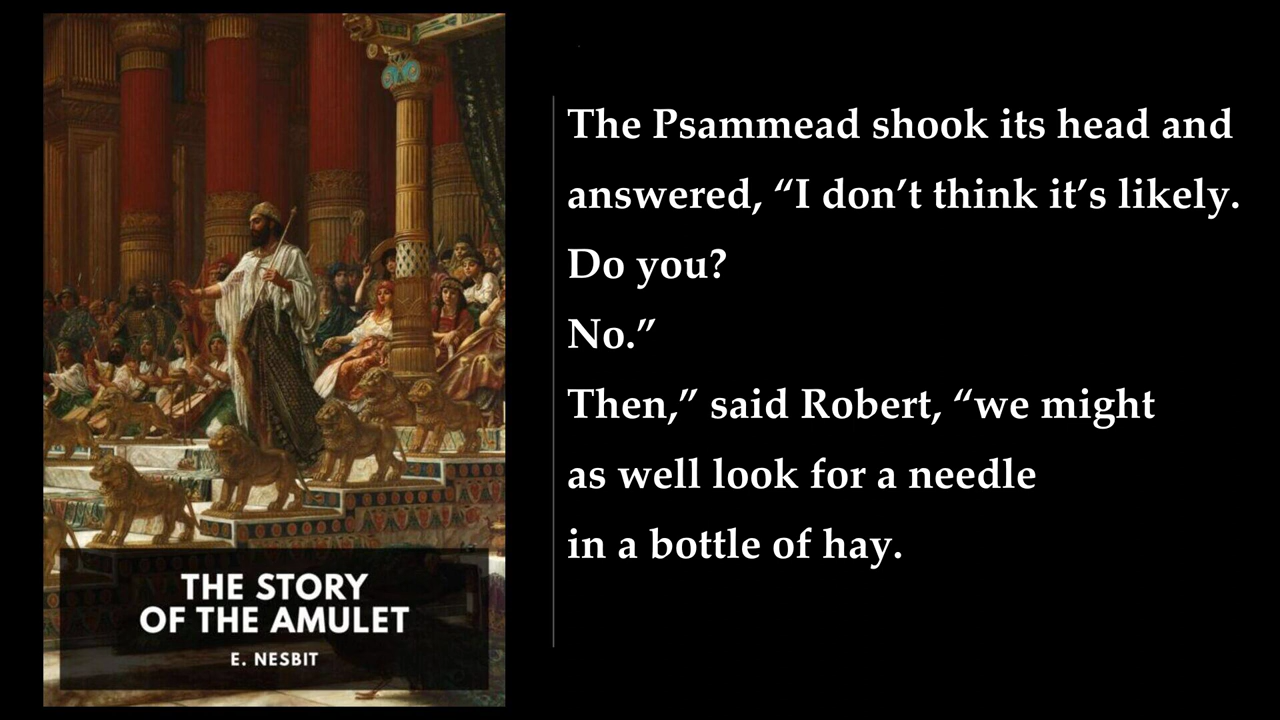 THE STORY
OF THE AMULET
E. NESBIT
The Psammead shook its head and
answered, “I don’t think it’s likely.
Do you?
No.”
Then,” said Robert, “we might
as well look for a needle
in a bottle of hay.